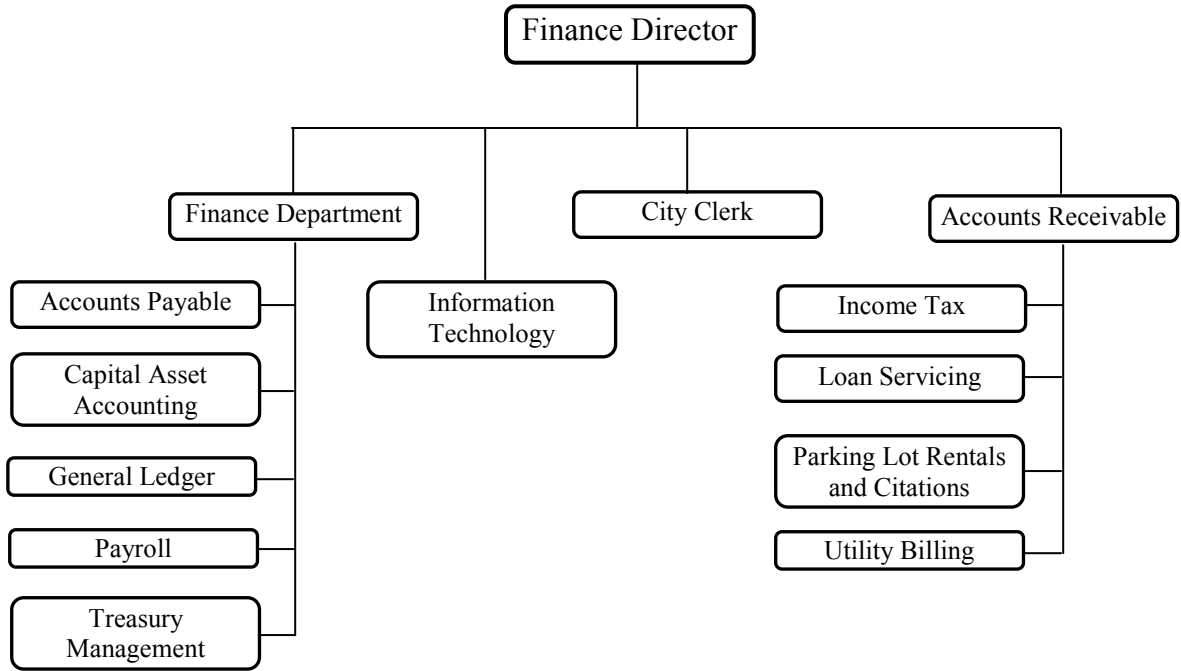 Finance Director
Finance Department
City Clerk
Accounts Receivable
Information
Technology
Accounts Payable
Capital Asset
Accounting
General Ledger
Payroll
Treasury
Management
Income Tax
Loan Servicing
Parking Lot Rentals
and Citations
Utility Billing